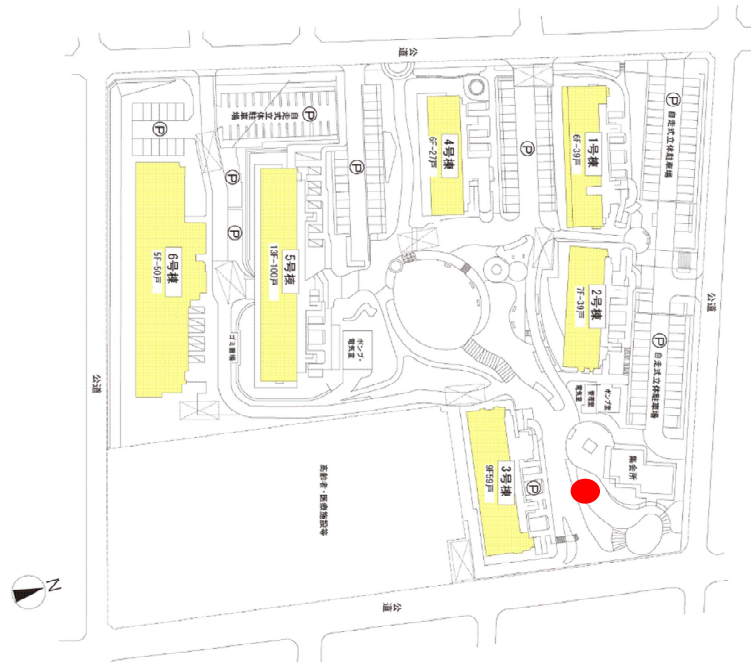 公道
Ⓟ
自走式立体駐車場
Ⓟ
Ⓟ
4号棟
6F-27戸
Ⓟ
1号棟
6F-39戸
Ⓟ
自走式立体駐車場
Ⓟ
Ⓟ
6号棟
5F-50戸
5号棟
13F-100戸
2号棟
7F-39戸
公道
Ⓟ
自走式立体駐車場
ゴミ置場
ポンプ・
電気室
公道
電気室
管理室
ポンプ室
3号棟
9F59戸
Ⓟ
集会所
高齢者・医療施設等
N
公道